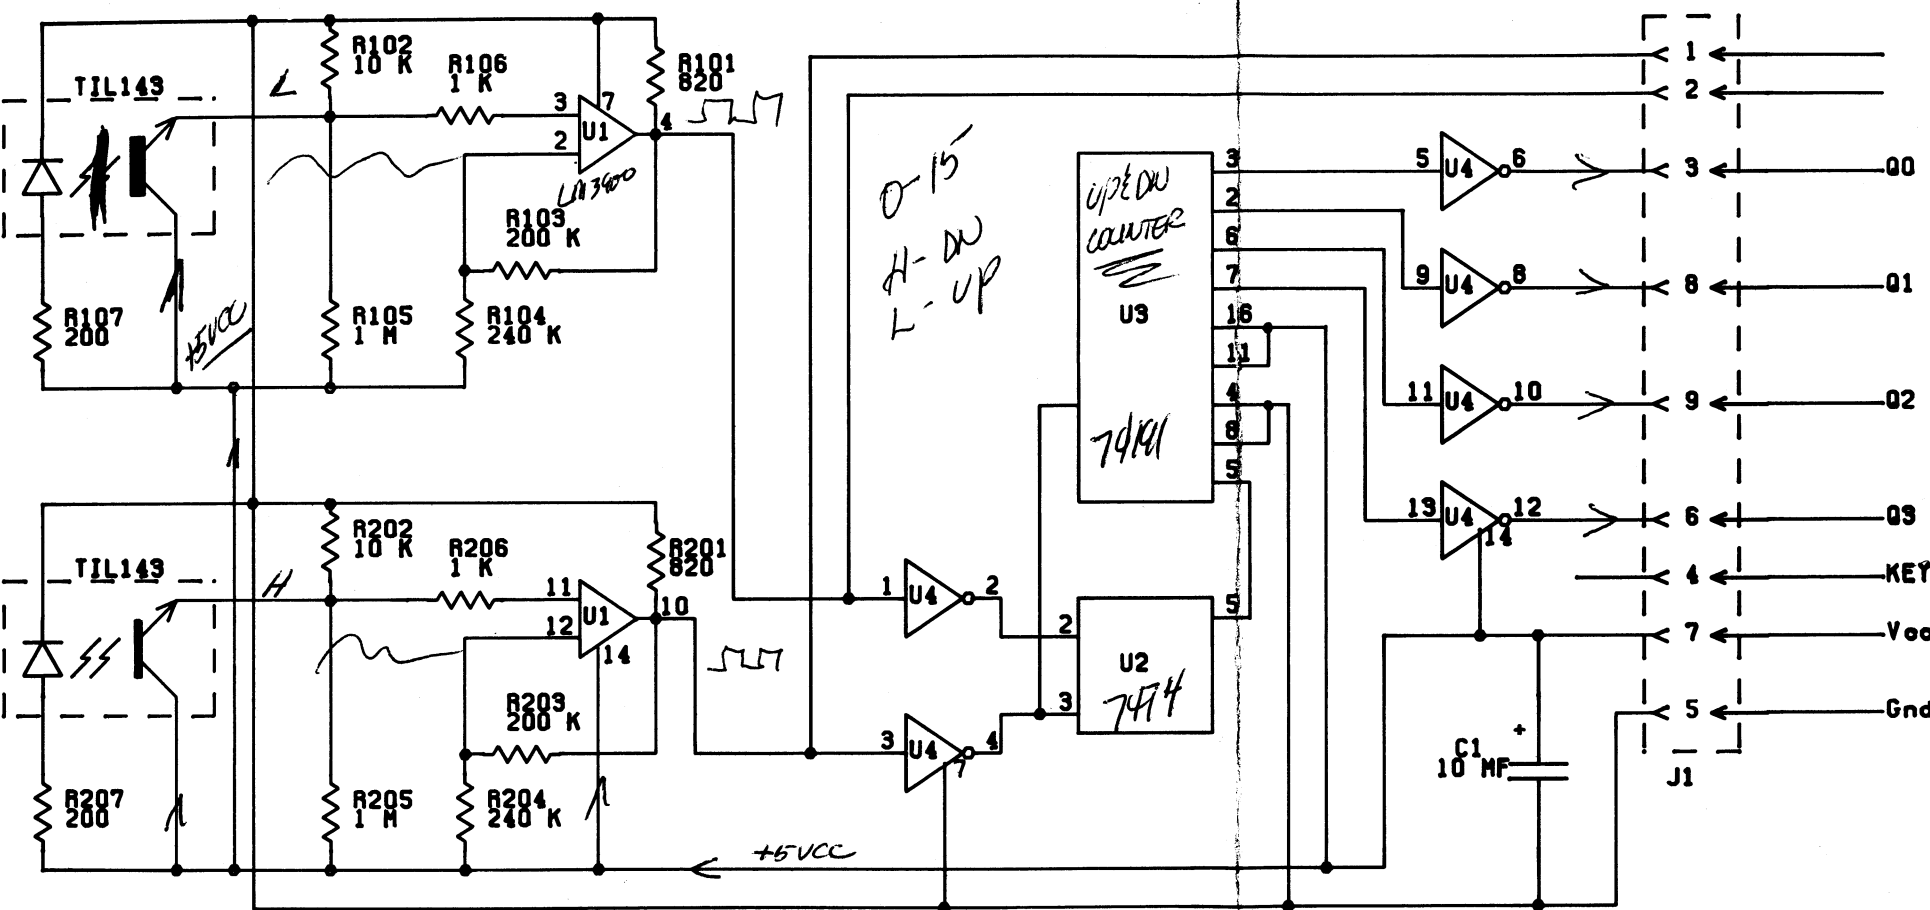 TIL143
L
R102
10 K
R106
1 K
R101
820
3
7
2
U1
4
LM3900
R103
200 K
R107
200
+5VCC
R105
1 M
R104
240 K
0-15
H- DN
L- UP
UP & DN
COUNTER
U3
74191
3
2
6
7
16
11
4
8
5
U4
6
9
U4
8
11
U4
10
13
U4
12
14
1
2
3
Q0
8
Q1
9
Q2
6
Q3
4
KEY
7
Vcc
5
Gnd
J1
TIL143
H
R202
10 K
R206
1 K
R201
820
11
12
U1
10
14
R203
200 K
R207
200
R205
1 M
R204
240 K
+5VCC
1
U4
2
3
U4
4
7
2
3
U2
5
7474
+
C1
10 MF